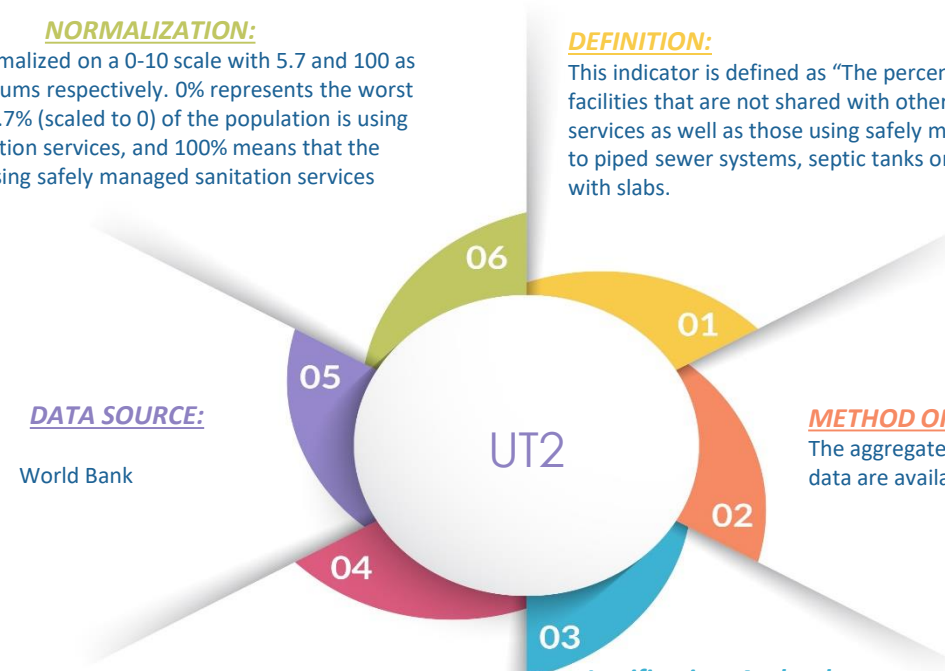 NORMALIZATION:
malized on a 0-10 scale with 5.7 and 100 as
ums respectively. 0% represents the worst
.7% (scaled to 0) of the population is using
tion services, and 100% means that the
sing safely managed sanitation services
DEFINITION:
This indicator is defined as “The percen
facilities that are not shared with other
services as well as those using safely m
to piped sewer systems, septic tanks or
with slabs.
06
01
05
DATA SOURCE:
World Bank
UT2
METHOD O
The aggregate
data are availa
02
04
03